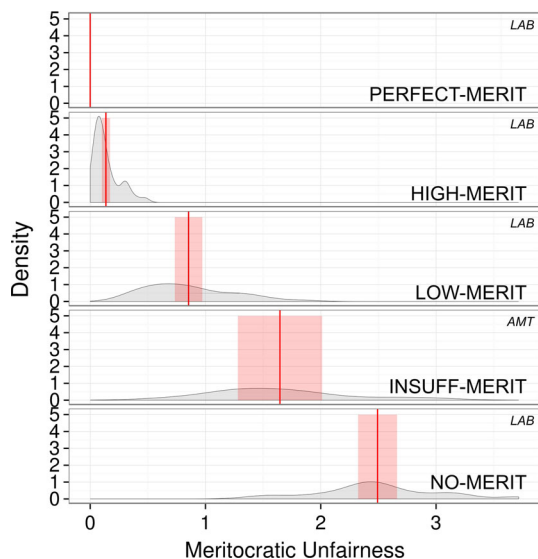 5
4
3
2
1
0
LAB
PERFECT-MERIT
5
4
3
2
1
0
LAB
HIGH-MERIT
5
4
3
2
1
0
LAB
LOW-MERIT
5
4
3
2
1
0
AMT
INSUFF-MERIT
5
4
3
2
1
0
LAB
NO-MERIT
Density
0 1 2 3
Meritocratic Unfairness